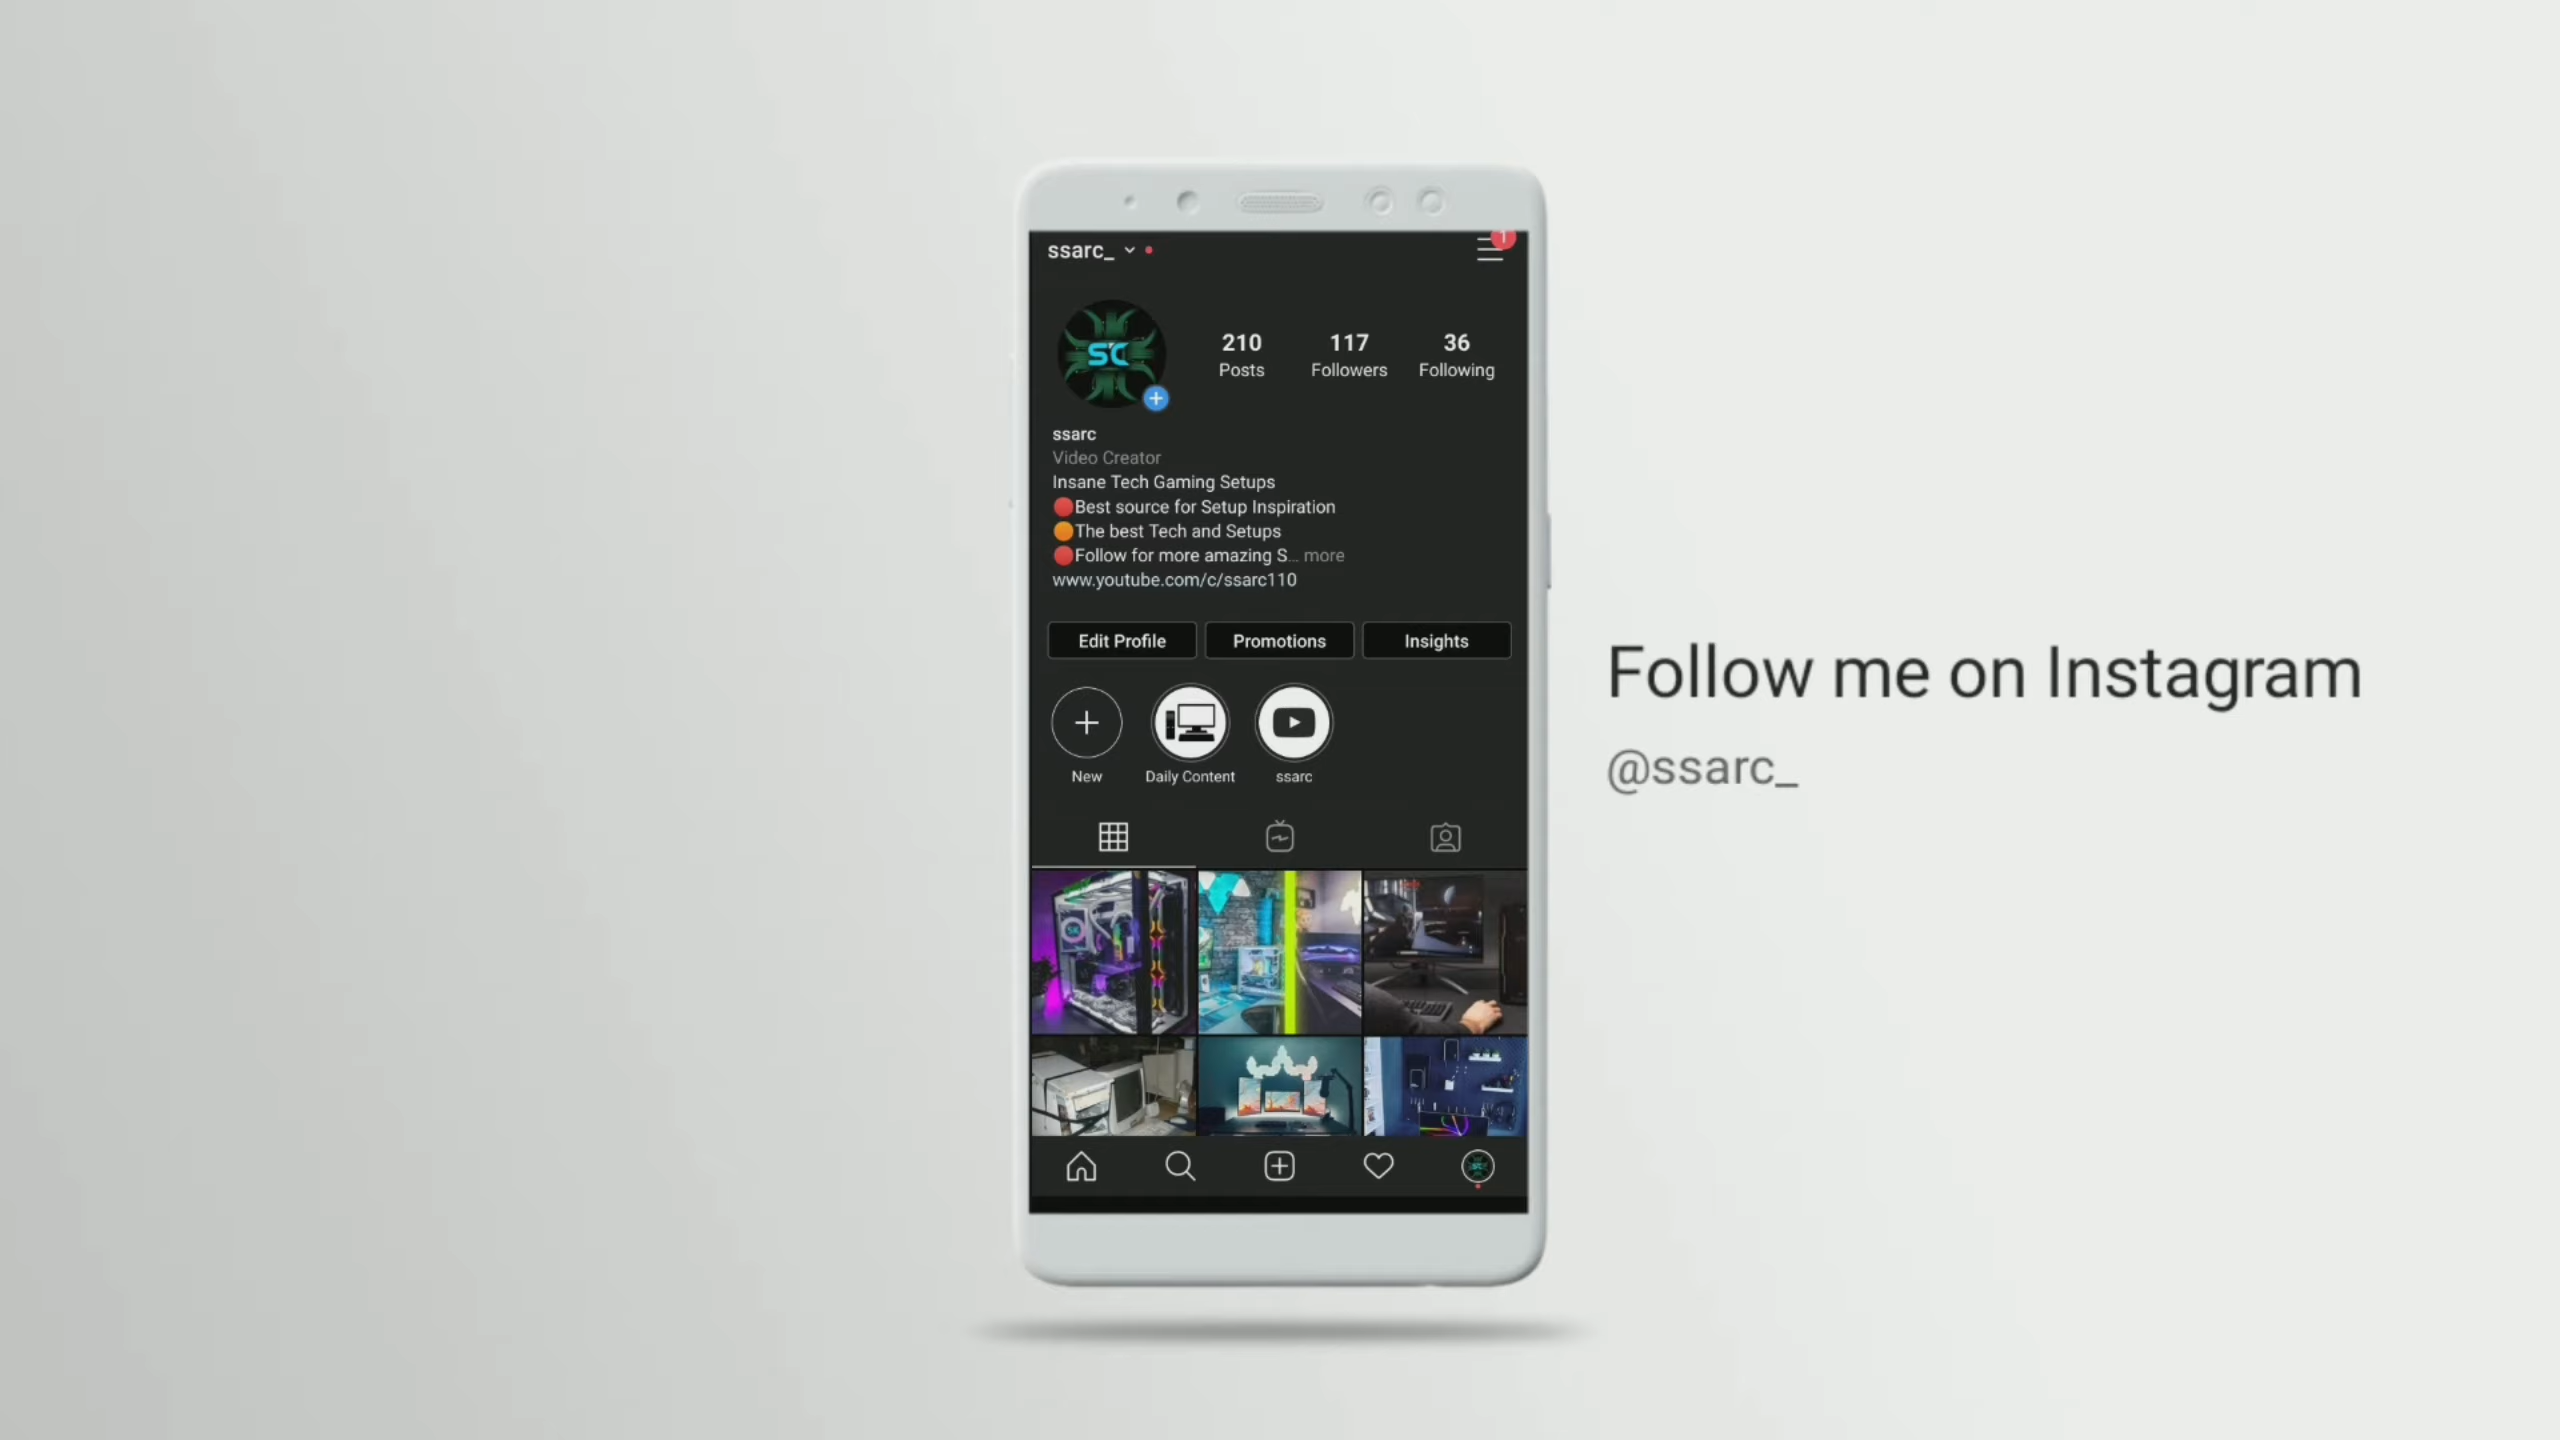 ssarc_
1
SC
210
117
36
Posts
Followers
Following
ssarc
Video Creator
Insane Tech Gaming Setups
🔴Best source for Setup Inspiration
🟠The best Tech and Setups
🔴Follow for more amazing S... more
www.youtube.com/c/ssarc110
Edit Profile
Promotions
Insights
New
Daily Content
ssarc
Follow me on Instagram
@ssarc_